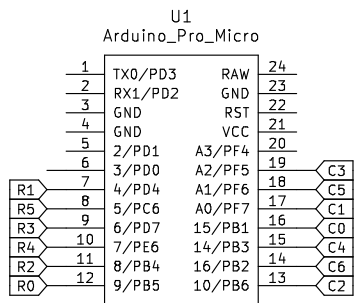 U1
Arduino_Pro_Micro
1 TX0/PD3 RAW 24
2 RX1/PD2 GND 23
3 GND RST 22
4 GND VCC 21
5 2/PD1 A3/PF4 20
6 3/PD0 A2/PF5 19 C3
R1 7 4/PD4 A1/PF6 18 C5
R5 8 5/PC6 A0/PF7 17 C1
R3 9 6/PD7 15/PB1 16 C0
R4 10 7/PE6 14/PB3 15 C4
R2 11 8/PB4 16/PB2 14 C6
R0 12 9/PB5 10/PB6 13 C2